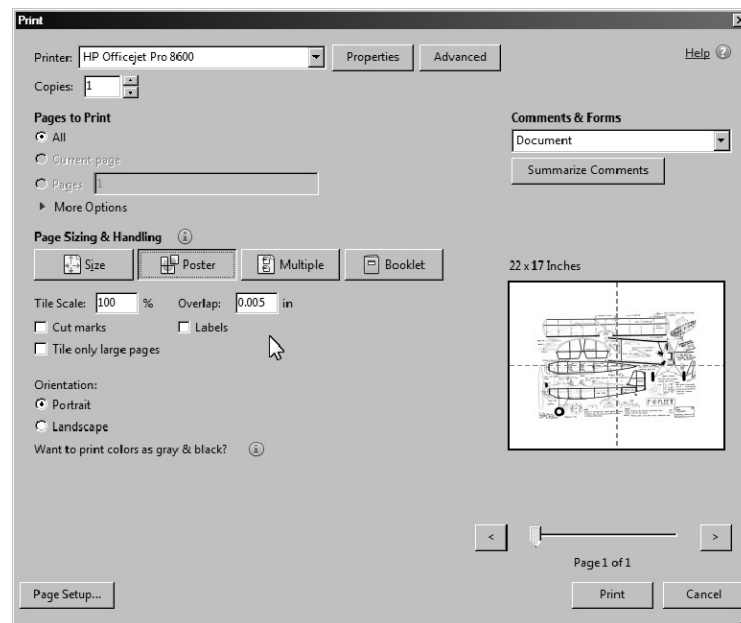 Print
Printer: HP Officejet Pro 8600 Properties Advanced Help
Copies: 1
Pages to Print
All
Current page
Pages 1
More Options
Comments & Forms
Document
Summarize Comments
Page Sizing & Handling
Size Poster Multiple Booklet
Tile Scale: 100 % Overlap: 0.005 in
Cut marks Labels
Tile only large pages
Orientation:
Portrait
Landscape
Want to print colors as gray & black?
22 x 17 Inches
< >
Page 1 of 1
Page Setup... Print Cancel